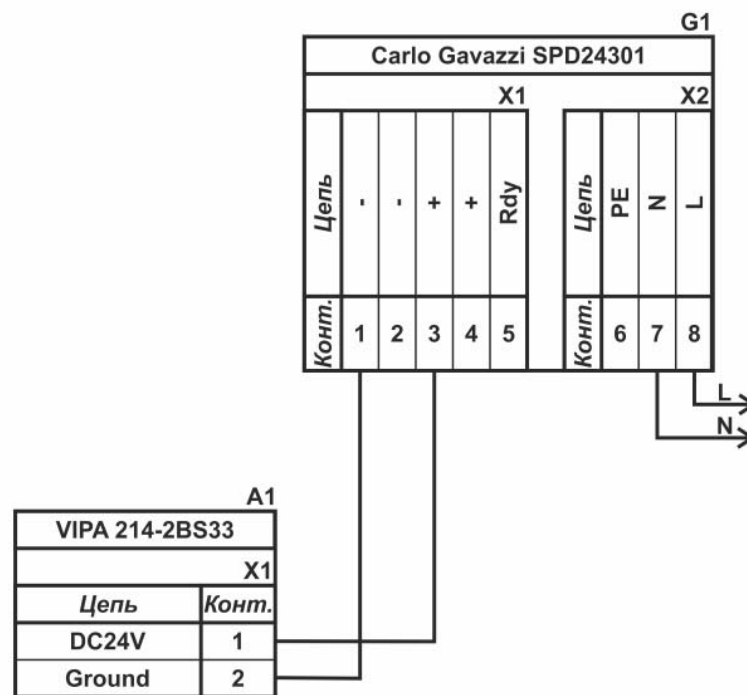 G1
Carlo Gavazzi SPD24301
X1 X2
Цепь - - + + Rdy Цепь PE N L
Конт. 1 2 3 4 5 Конт. 6 7 8
L
N
A1
VIPA 214-2BS33
X1
Цепь Конт.
DC24V 1
Ground 2